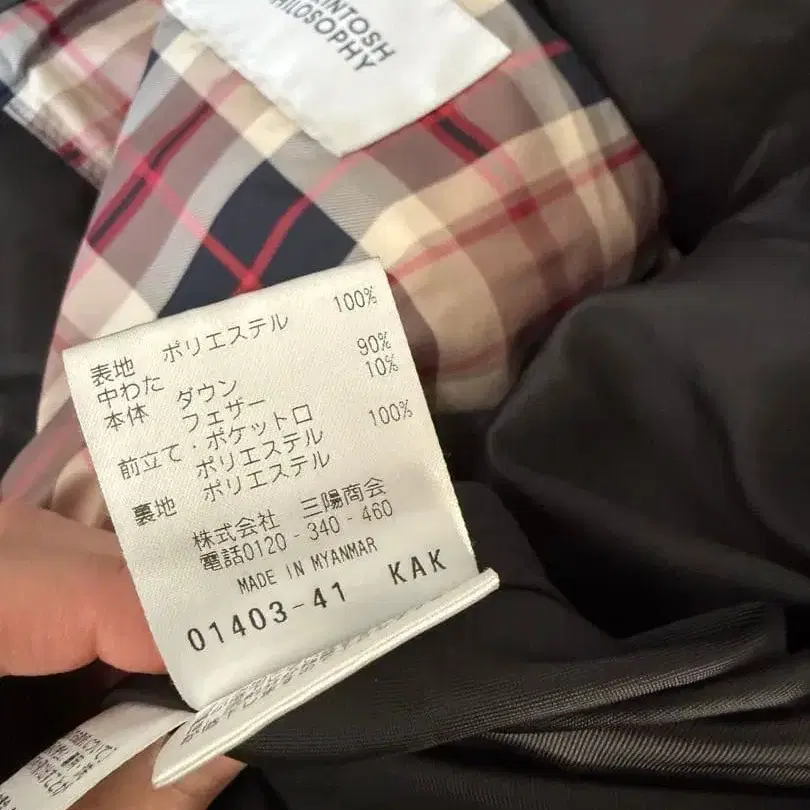 INTOSH
HILOSOPHY
表地 ポリエステル 100%
中わた
本体 ダウン 90%
フェザー 10%
前立て・ポケット口
ポリエステル 100%
裏地 ポリエステル
株式会社 三陽商会
電話0120-340-460
MADE IN MYANMAR
01403-41 KAK